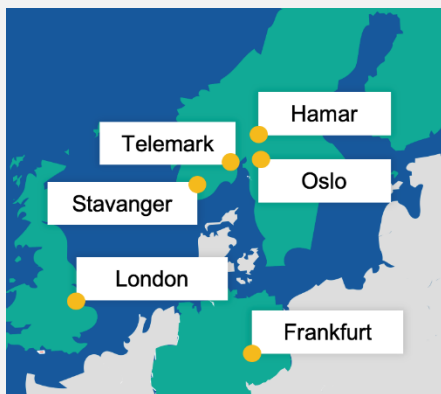 Hamar
Telemark
Oslo
Stavanger
London
Frankfurt